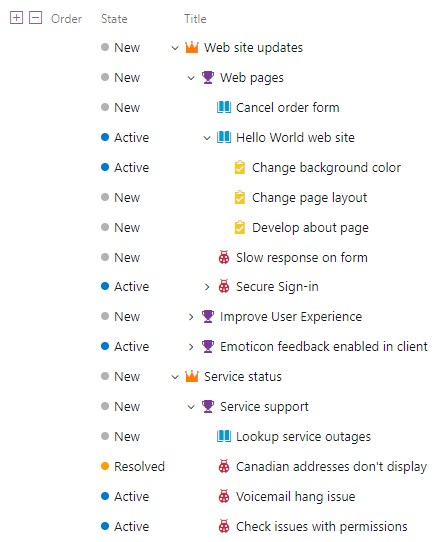 Order State Title
New Web site updates
New Web pages
New Cancel order form
Active Hello World web site
Active Change background color
New Change page layout
New Develop about page
New Slow response on form
Active Secure Sign-in
New Improve User Experience
Active Emoticon feedback enabled in client
New Service status
New Service support
New Lookup service outages
Resolved Canadian addresses don't display
Active Voicemail hang issue
Active Check issues with permissions